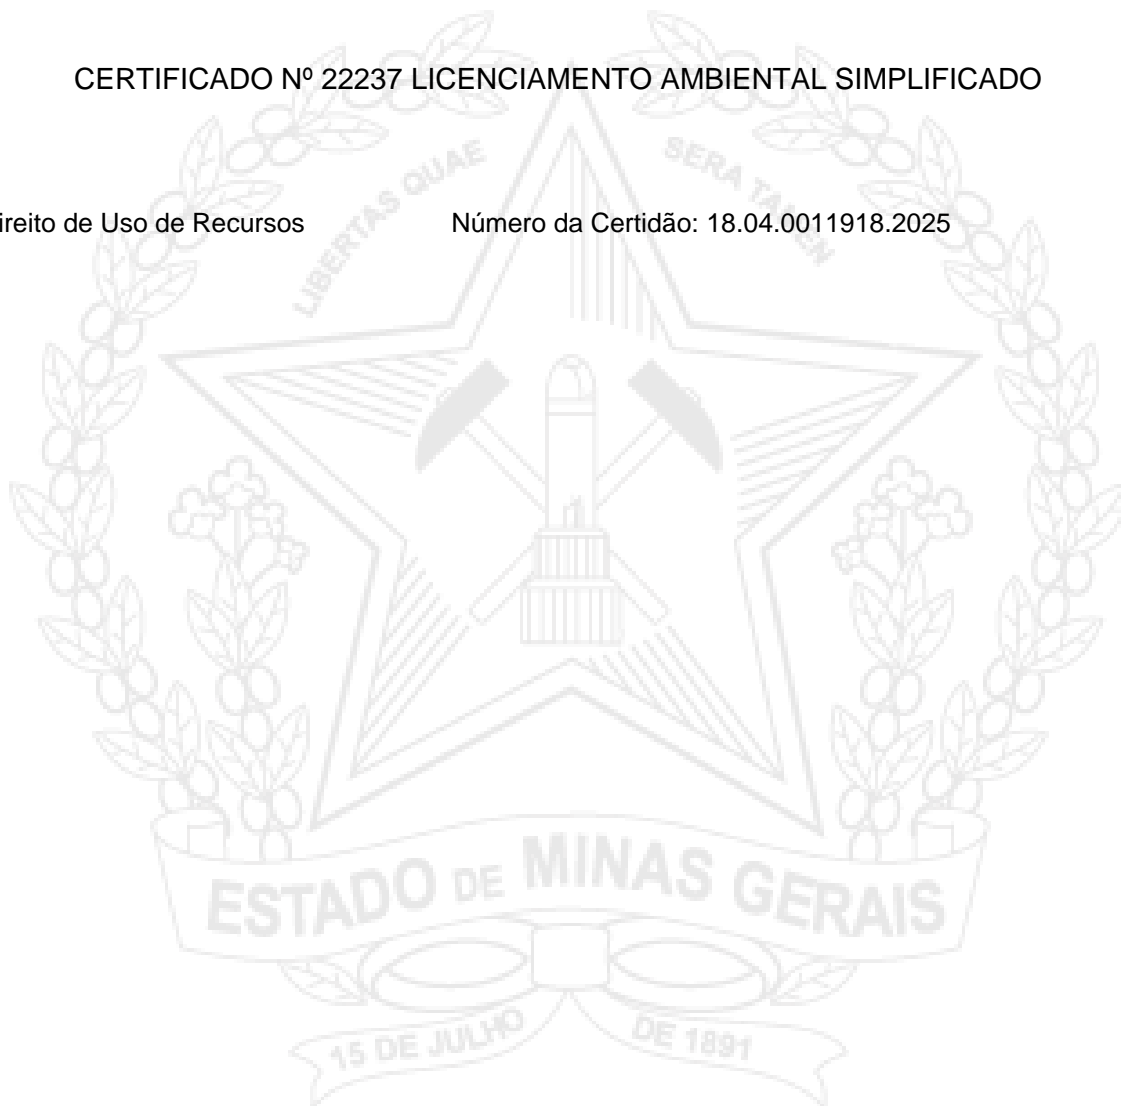 CERTIFICADO Nº 22237 LICENCIAMENTO AMBIENTAL SIMPLIFICADO
LIBERTAS QUAE SERA TAMEN
ireito de Uso de Recursos Número da Certidão: 18.04.0011918.2025
ESTADO DE MINAS GERAIS
15 DE JULHO DE 1891